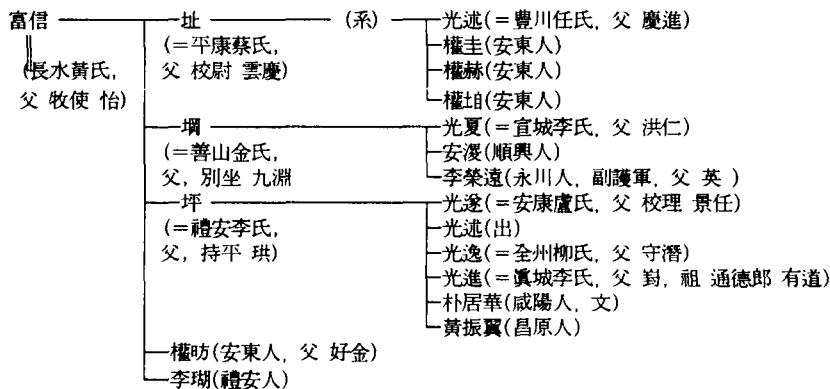 富信 址 (系) 光述(=豊川任氏, 父 慶進)
(=平康蔡氏, 權圭(安東人)
(長水黃氏, 父 校尉 雲慶) 權赫(安東人)
父 牧使 怡) 權坩(安東人)
堈 光夏(=宣城李氏, 父 洪仁)
(=善山金氏, 安溭(順興人)
父, 別坐 九淵 李榮遠(永川人, 副護軍, 父 英 )
坪 光邃(=安康盧氏, 父 校理 景任)
(=禮安李氏, 光述(出)
父, 持平 珙) 光逸(=全州柳氏, 父 守潛)
光進(=眞城李氏, 父 對, 祖 通德郎 有道)
朴居華(咸陽人, 文)
黃振翼(昌原人)
權昉(安東人, 父 好金)
李瑚(禮安人)